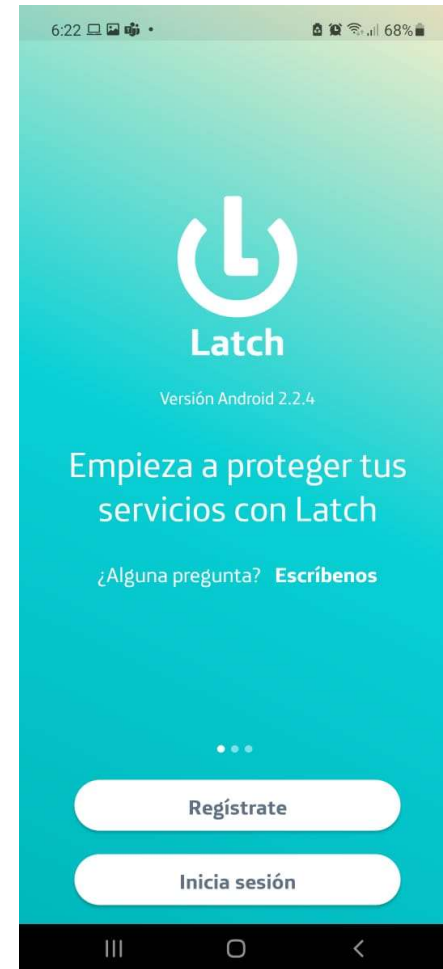 6:22
68%
Latch
Versión Android 2.2.4
Empieza a proteger tus
servicios con Latch
¿Alguna pregunta? Escríbenos
Regístrate
Inicia sesión